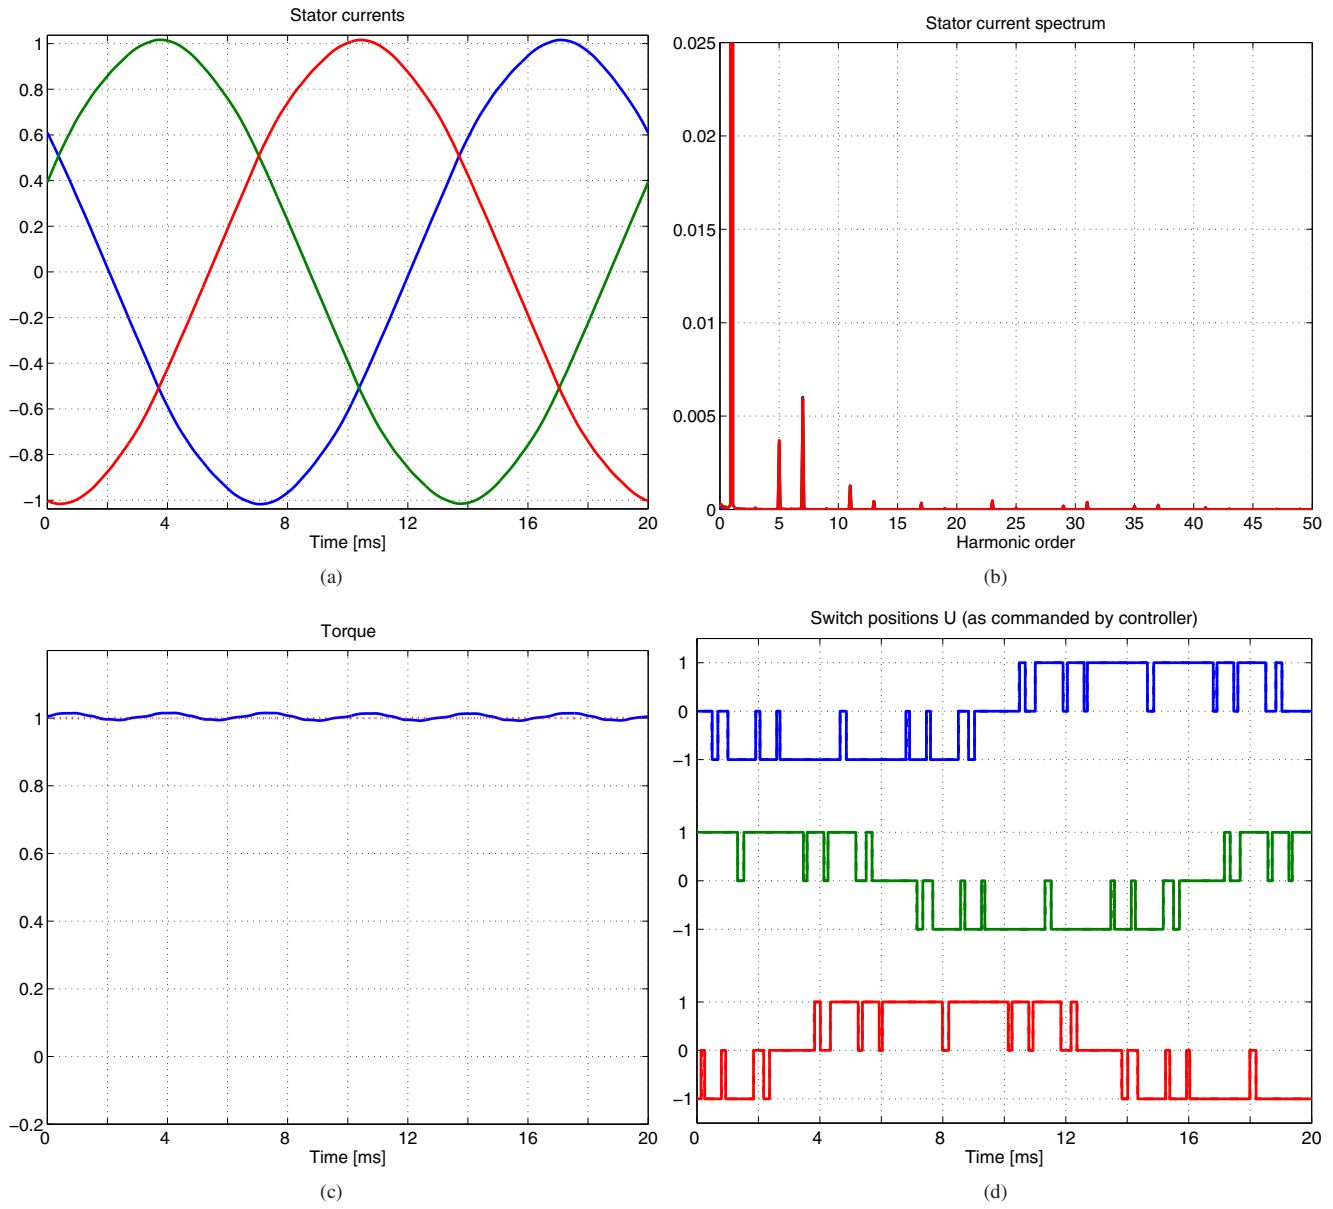 Stator currents
1
0.8
0.6
0.4
0.2
0
−0.2
−0.4
−0.6
−0.8
−1
0 4 8 12 16 20
Time [ms]
(a)
Stator current spectrum
0.025
0.02
0.015
0.01
0.005
0
0 5 10 15 20 25 30 35 40 45 50
Harmonic order
(b)
Torque
1
0.8
0.6
0.4
0.2
0
−0.2
0 4 8 12 16 20
Time [ms]
(c)
Switch positions U (as commanded by controller)
1
0
−1
1
0
−1
1
0
−1
0 4 8 12 16 20
Time [ms]
(d)